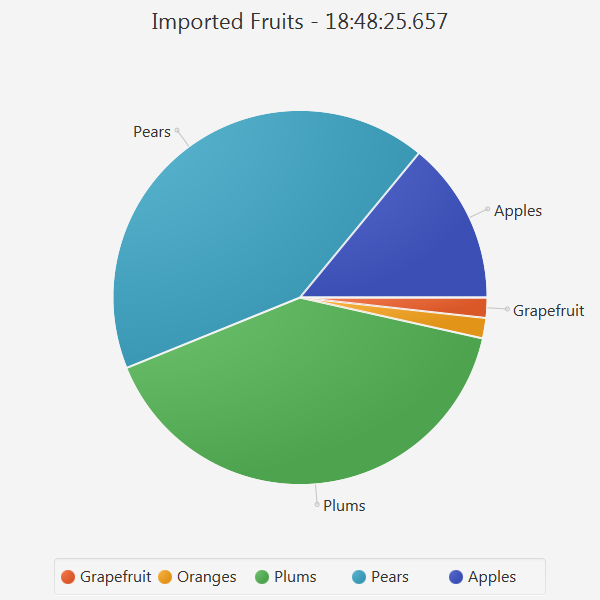 Imported Fruits - 18:48:25.657
Pears
Apples
Grapefruit
Plums
Grapefruit Oranges Plums Pears Apples